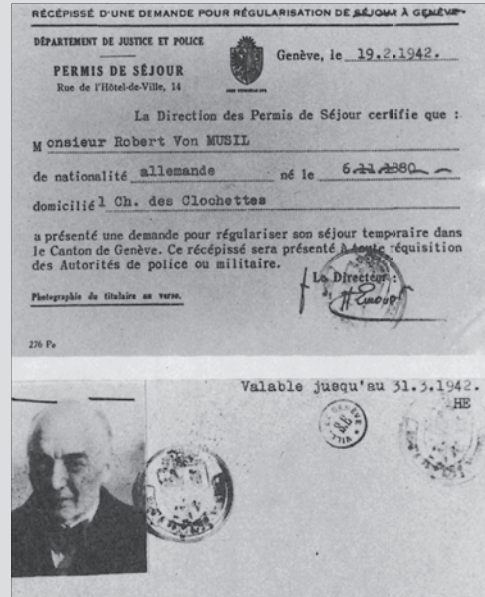 RÉCÉPISSÉ D'UNE DEMANDE POUR RÉGULARISATION DE SÉJOUR À GENÈVE
DÉPARTEMENT DE JUSTICE ET POLICE
PERMIS DE SÉJOUR
Rue de l'Hôtel-de-Ville, 14
Genève, le 19.2.1942.
La Direction des Permis de Séjour certifie que :
Monsieur Robert Von MUSIL
de nationalité allemande né le 6.11.1880
domicilié 1 Ch. des Clochettes
a présenté une demande pour régulariser son séjour temporaire dans
le Canton de Genève. Ce récépissé sera présenté à toute réquisition
des Autorités de police ou militaire.
Le Directeur :
Photographie du titulaire au verso.
276 Pe
Valable jusqu'au 31.3.1942.
HE